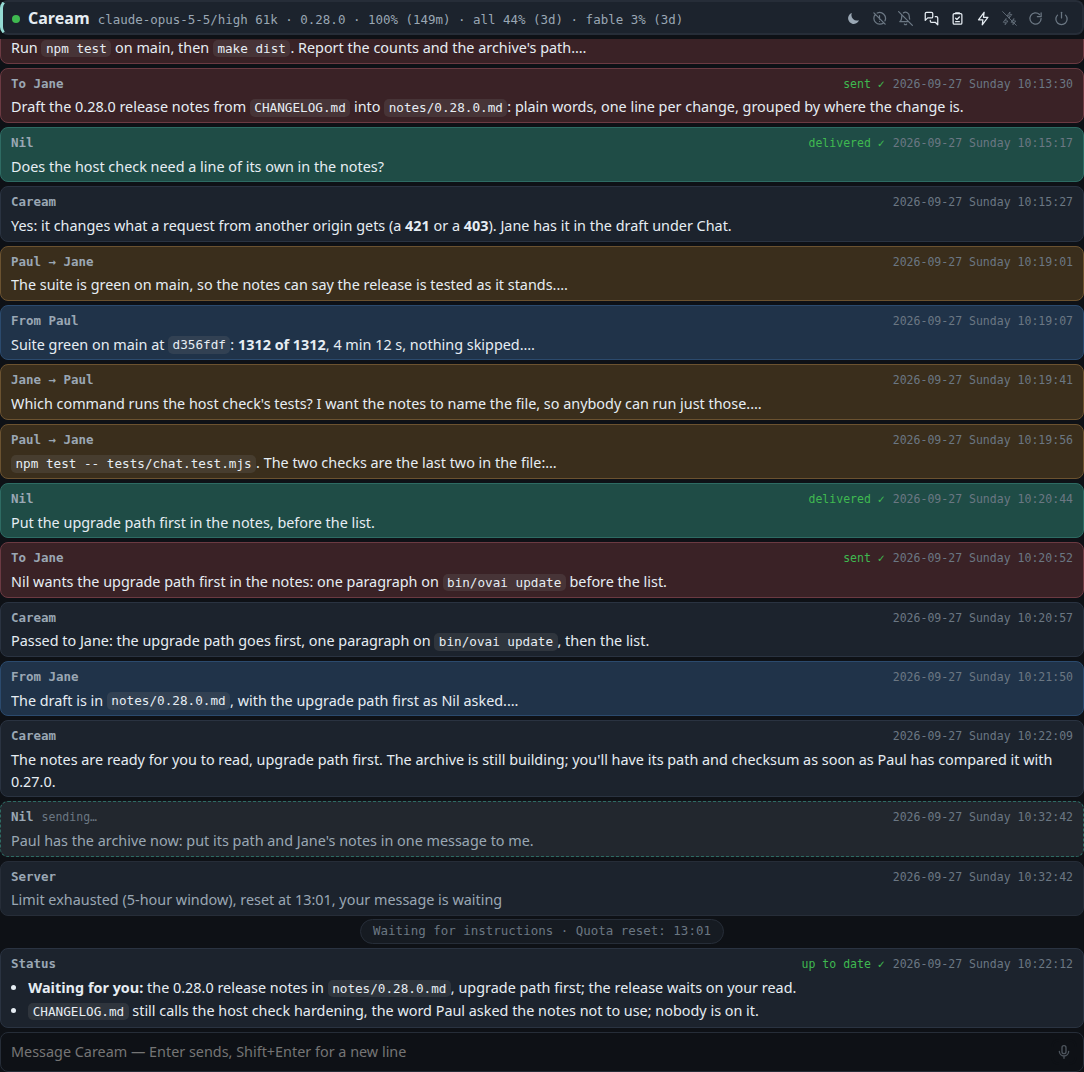 Caream claude-opus-5-5/high 61k · 0.28.0 · 100% (149m) · all 44% (3d) · fable 3% (3d)
Run npm test on main, then make dist. Report the counts and the archive's path....
To Jane sent ✓ 2026-09-27 Sunday 10:13:30
Draft the 0.28.0 release notes from CHANGELOG.md into notes/0.28.0.md: plain words, one line per change, grouped by where the change is.
Nil delivered ✓ 2026-09-27 Sunday 10:15:17
Does the host check need a line of its own in the notes?
Caream 2026-09-27 Sunday 10:15:27
Yes: it changes what a request from another origin gets (a 421 or a 403). Jane has it in the draft under Chat.
Paul → Jane 2026-09-27 Sunday 10:19:01
The suite is green on main, so the notes can say the release is tested as it stands....
From Paul 2026-09-27 Sunday 10:19:07
Suite green on main at d356fdf: 1312 of 1312, 4 min 12 s, nothing skipped....
Jane → Paul 2026-09-27 Sunday 10:19:41
Which command runs the host check's tests? I want the notes to name the file, so anybody can run just those....
Paul → Jane 2026-09-27 Sunday 10:19:56
npm test -- tests/chat.test.mjs. The two checks are the last two in the file:...
Nil delivered ✓ 2026-09-27 Sunday 10:20:44
Put the upgrade path first in the notes, before the list.
To Jane sent ✓ 2026-09-27 Sunday 10:20:52
Nil wants the upgrade path first in the notes: one paragraph on bin/ovai update before the list.
Caream 2026-09-27 Sunday 10:20:57
Passed to Jane: the upgrade path goes first, one paragraph on bin/ovai update, then the list.
From Jane 2026-09-27 Sunday 10:21:50
The draft is in notes/0.28.0.md, with the upgrade path first as Nil asked....
Caream 2026-09-27 Sunday 10:22:09
The notes are ready for you to read, upgrade path first. The archive is still building; you'll have its path and checksum as soon as Paul has compared it with
0.27.0.
Nil sending… 2026-09-27 Sunday 10:32:42
Paul has the archive now: put its path and Jane's notes in one message to me.
Server 2026-09-27 Sunday 10:32:42
Limit exhausted (5-hour window), reset at 13:01, your message is waiting
Waiting for instructions · Quota reset: 13:01
Status up to date ✓ 2026-09-27 Sunday 10:22:12
• Waiting for you: the 0.28.0 release notes in notes/0.28.0.md, upgrade path first; the release waits on your read.
• CHANGELOG.md still calls the host check hardening, the word Paul asked the notes not to use; nobody is on it.
Message Caream — Enter sends, Shift+Enter for a new line